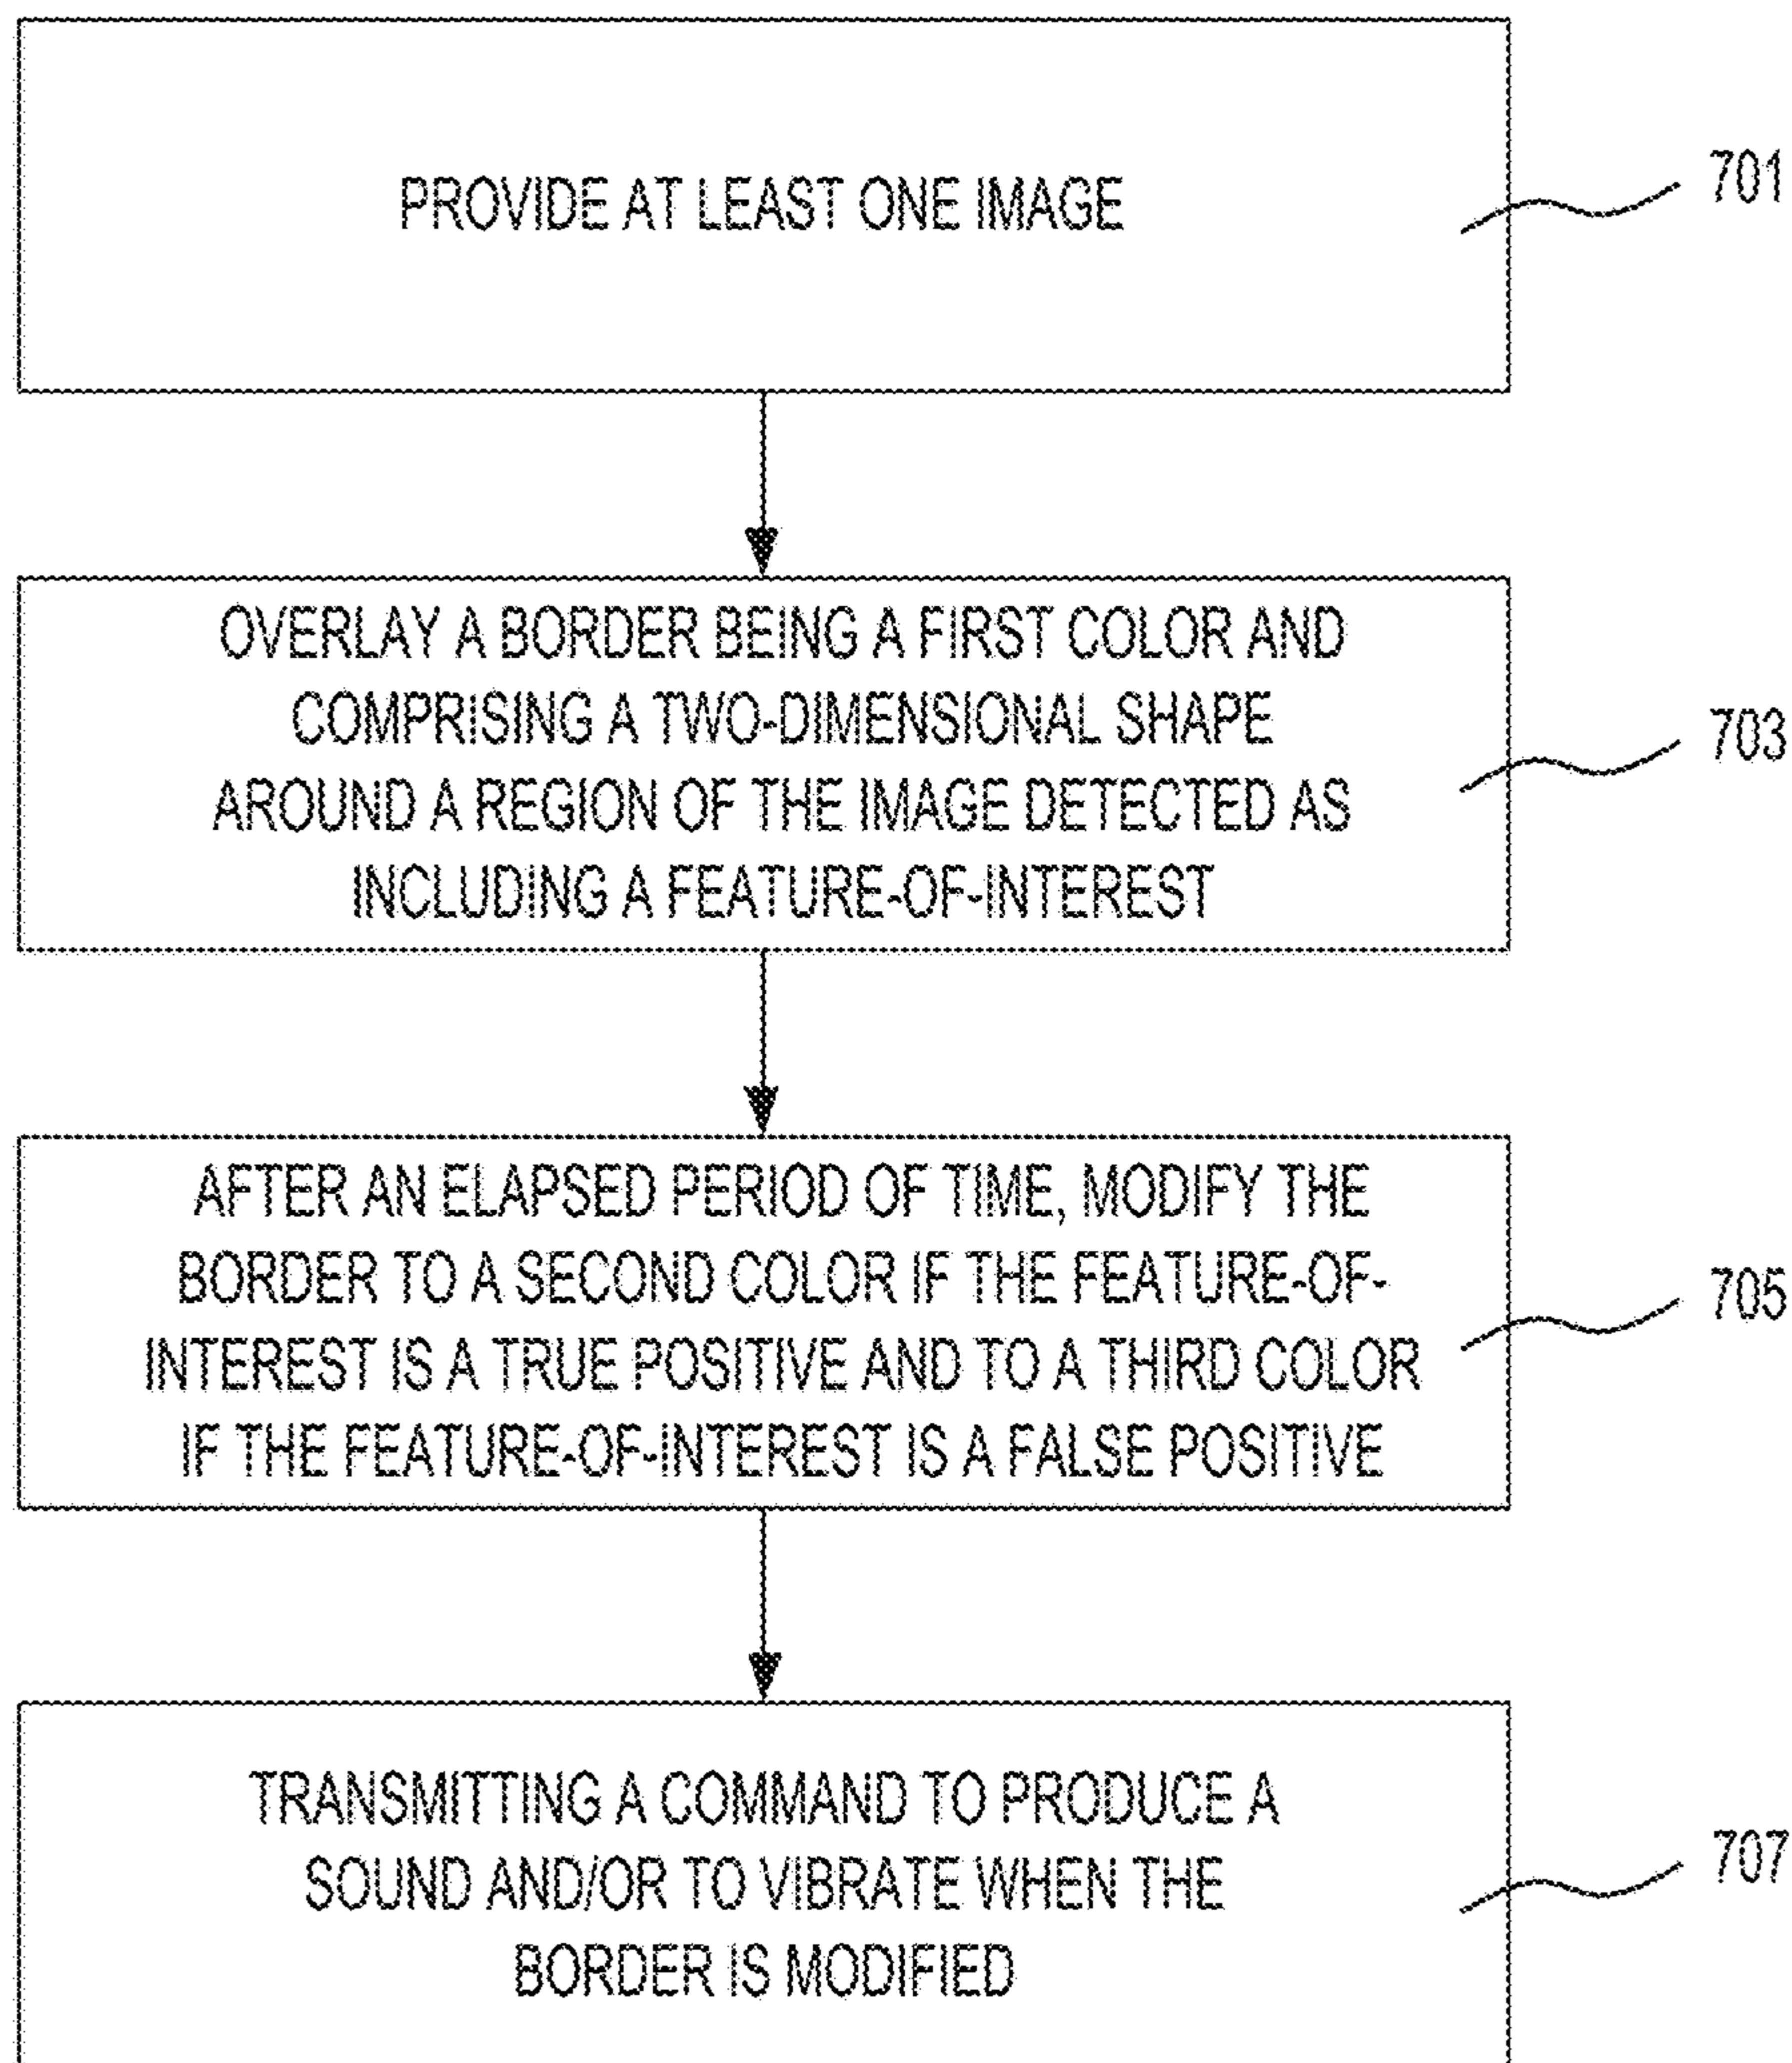 PROVIDE AT LEAST ONE IMAGE
701
OVERLAY A BORDER BEING A FIRST COLOR AND
COMPRISING A TWO-DIMENSIONAL SHAPE
AROUND A REGION OF THE IMAGE DETECTED AS
INCLUDING A FEATURE-OF-INTEREST
703
AFTER AN ELAPSED PERIOD OF TIME, MODIFY THE
BORDER TO A SECOND COLOR IF THE FEATURE-OF-
INTEREST IS A TRUE POSITIVE AND TO A THIRD COLOR
IF THE FEATURE-OF-INTEREST IS A FALSE POSITIVE
705
TRANSMITTING A COMMAND TO PRODUCE A
SOUND AND/OR TO VIBRATE WHEN THE
BORDER IS MODIFIED
707